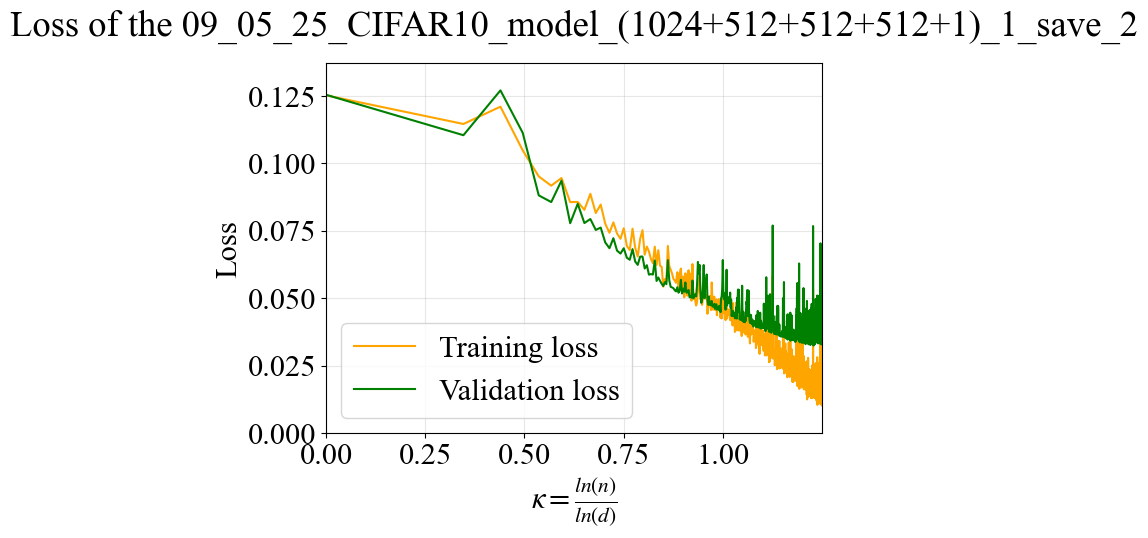 Loss of the 09_05_25_CIFAR10_model_(1024+512+512+512+1)_1_save_2
0.125
0.100
0.075
0.050
0.025
0.000
Loss
Training loss
Validation loss
0.00 0.25 0.50 0.75 1.00
κ = ln(n)/ln(d)